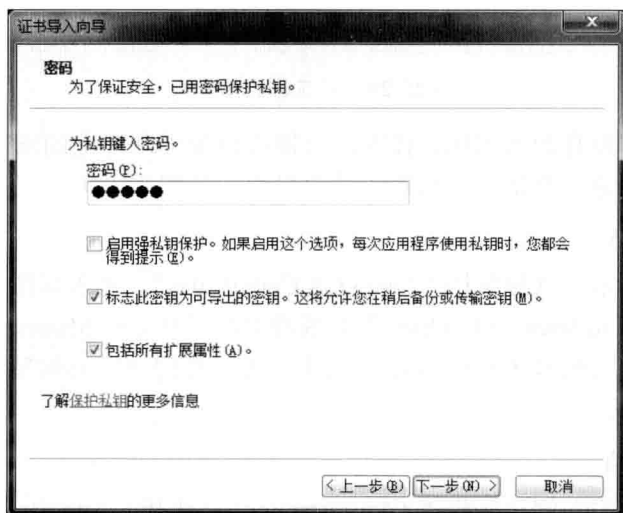 证书导入向导
密码
为了保证安全，已用密码保护私钥。
为私钥键入密码。
密码(P):
●●●●●
启用强私钥保护。如果启用这个选项，每次应用程序使用私钥时，您都会
得到提示(E)。
标志此密钥为可导出的密钥。这将允许您在稍后备份或传输密钥(M)。
包括所有扩展属性(A)。
了解保护私钥的更多信息
< 上一步(B) 下一步(N) > 取消